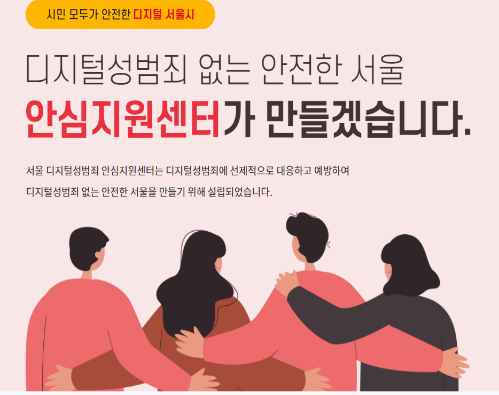 시민 모두가 안전한 디지털 서울시
디지털성범죄 없는 안전한 서울
안심지원센터가 만들겠습니다.
서울 디지털성범죄 안심지원센터는 디지털성범죄에 선제적으로 대응하고 예방하여
디지털성범죄 없는 안전한 서울을 만들기 위해 설립되었습니다.